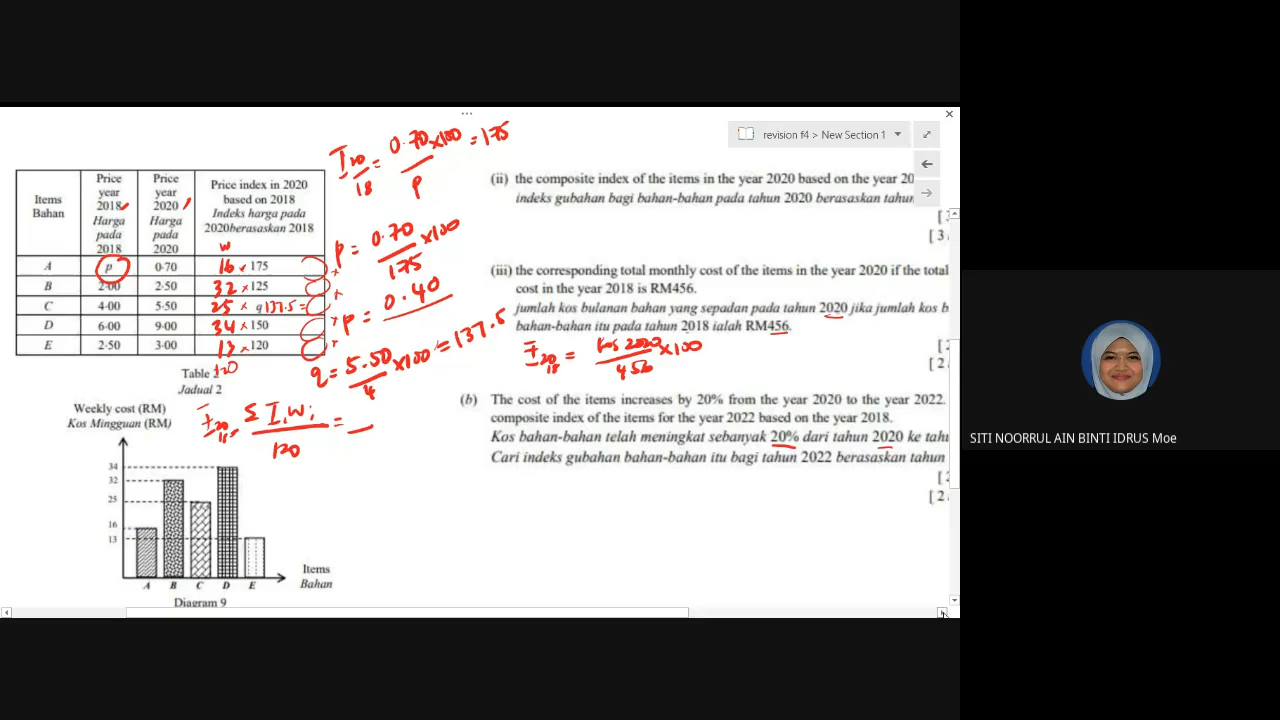 revision f4 > New Section 1
I 20/18 = 0.70/p × 100 = 175
Items Bahan | Price year 2018 Harga pada 2018 | Price year 2020 Harga pada 2020 | Price index in 2020 based on 2018 Indeks harga pada 2020berasaskan 2018
w
A | p | 0·70 | 16 × 175
B | 2·00 | 2·50 | 32 × 125
C | 4·00 | 5·50 | 25 × q 137.5 =
D | 6·00 | 9·00 | 34 × 150
E | 2·50 | 3·00 | 13 × 120
120
Table 2
Jadual 2
p = 0.70/175 × 100
p = 0.40
q = 5.50/4 × 100 = 137.5
I 20/18 = Σ IiWi/120 =
Weekly cost (RM)
Kos Mingguan (RM)
34
32
25
16
13
A B C D E
Items
Bahan
Diagram 9
(ii) the composite index of the items in the year 2020 based on the year 20
indeks gubahan bagi bahan-bahan pada tahun 2020 berasaskan tahun
[3
[3
(iii) the corresponding total monthly cost of the items in the year 2020 if the total
cost in the year 2018 is RM456.
jumlah kos bulanan bahan yang sepadan pada tahun 2020 jika jumlah kos b
bahan-bahan itu pada tahun 2018 ialah RM456.
I 20/18 = kos 2020/456 × 100
[2
[2
(b) The cost of the items increases by 20% from the year 2020 to the year 2022.
composite index of the items for the year 2022 based on the year 2018.
Kos bahan-bahan telah meningkat sebanyak 20% dari tahun 2020 ke tahu
Cari indeks gubahan bahan-bahan itu bagi tahun 2022 berasaskan tahun
[2
[2
SITI NOORRUL AIN BINTI IDRUS Moe